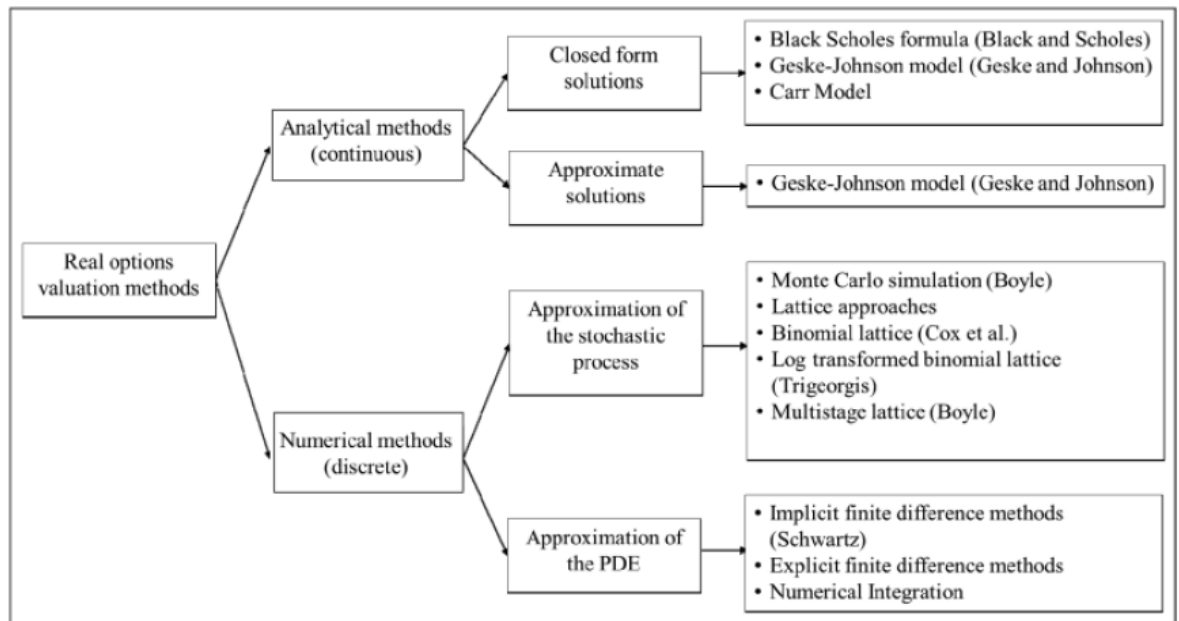 Real options
valuation methods
Analytical methods
(continuous)
Closed form
solutions
• Black Scholes formula (Black and Scholes)
• Geske-Johnson model (Geske and Johnson)
• Carr Model
Approximate
solutions
• Geske-Johnson model (Geske and Johnson)
Numerical methods
(discrete)
Approximation of
the stochastic
process
• Monte Carlo simulation (Boyle)
• Lattice approaches
• Binomial lattice (Cox et al.)
• Log transformed binomial lattice
(Trigeorgis)
• Multistage lattice (Boyle)
Approximation of
the PDE
• Implicit finite difference methods
(Schwartz)
• Explicit finite difference methods
• Numerical Integration